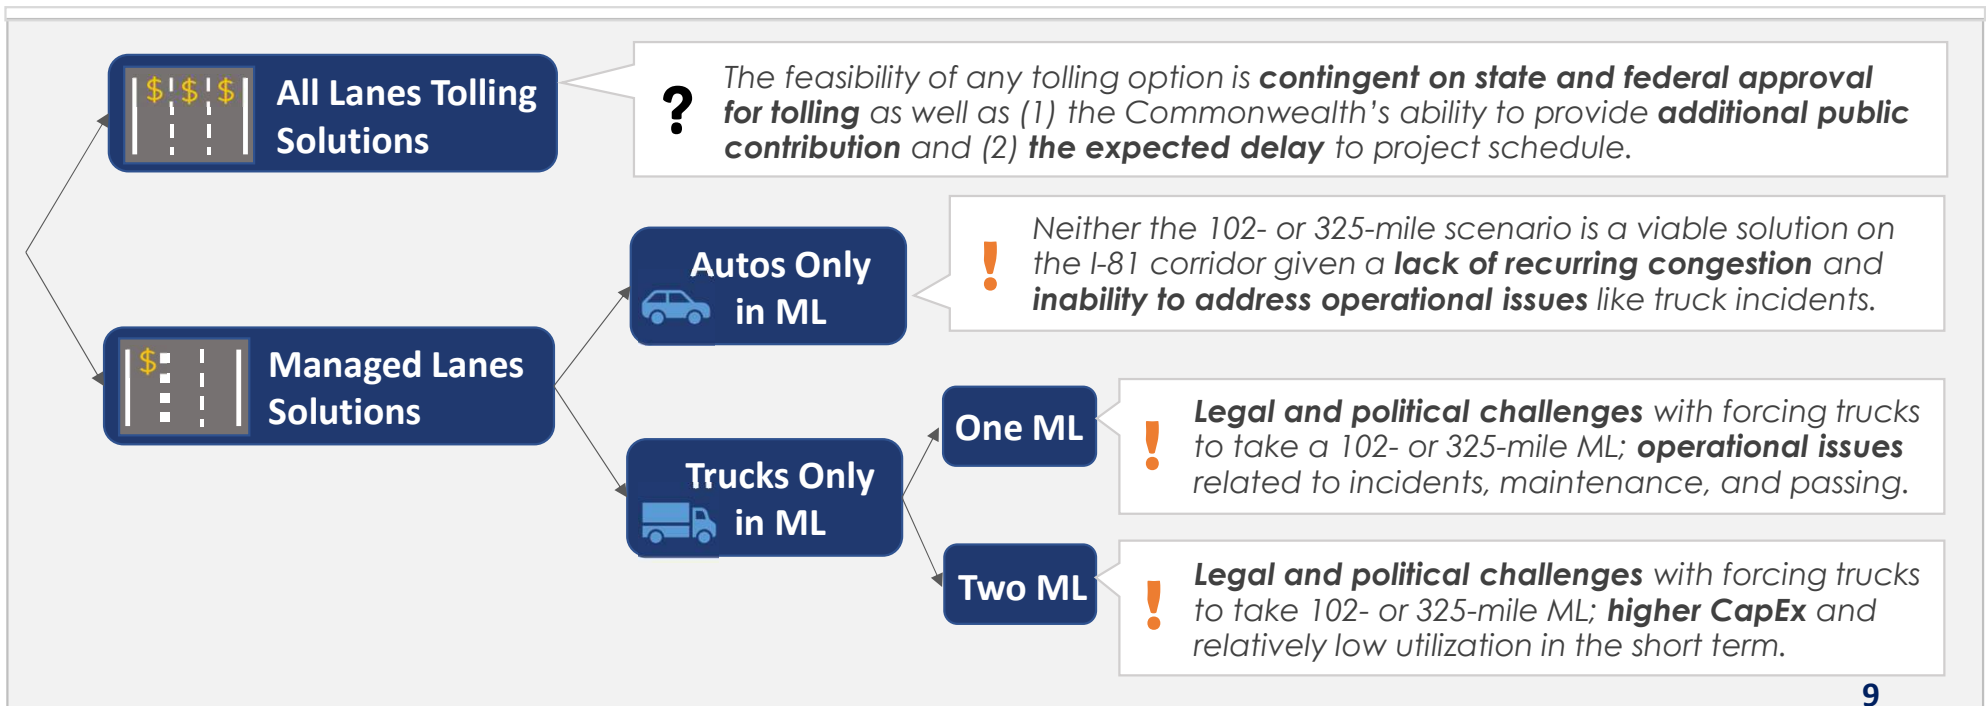 $ $ $
All Lanes Tolling
Solutions
?
The feasibility of any tolling option is contingent on state and federal approval
for tolling as well as (1) the Commonwealth's ability to provide additional public
contribution and (2) the expected delay to project schedule.
Autos Only
in ML
!
Neither the 102- or 325-mile scenario is a viable solution on
the I-81 corridor given a lack of recurring congestion and
inability to address operational issues like truck incidents.
$
Managed Lanes
Solutions
Trucks Only
in ML
One ML
!
Legal and political challenges with forcing trucks
to take a 102- or 325-mile ML; operational issues
related to incidents, maintenance, and passing.
Two ML
!
Legal and political challenges with forcing trucks
to take 102- or 325-mile ML; higher CapEx and
relatively low utilization in the short term.
9